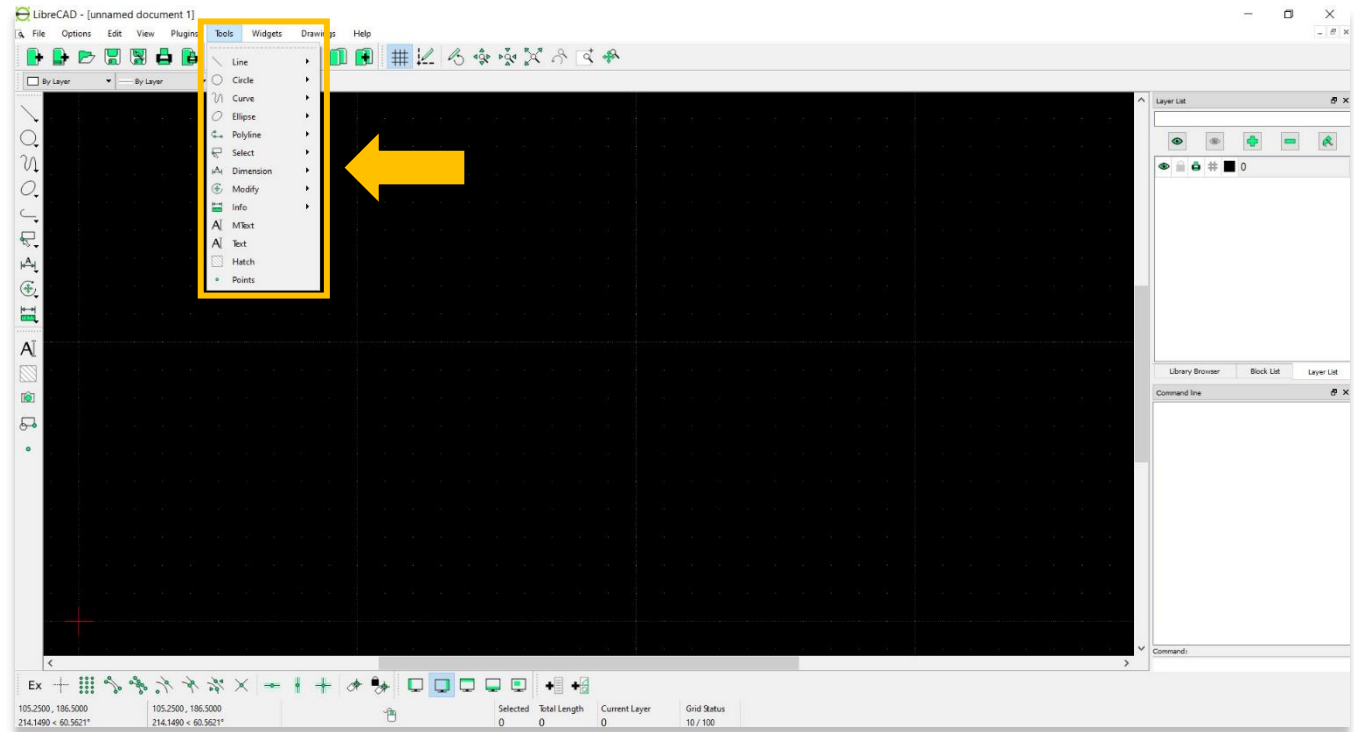 LibreCAD - [unnamed document 1]
File Options Edit View Plugins Tools Widgets Drawings Help
By Layer By Layer
Line
Circle
Curve
Ellipse
Polyline
Select
Dimension
Modify
Info
MText
Text
Hatch
Points
Layer List
0
Library Browser Block List Layer List
Command line
Command:
Ex
105.2500 , 186.5000 105.2500 , 186.5000 Selected Total Length Current Layer Grid Status
214.1490 < 60.5621° 214.1490 < 60.5621° 0 0 0 10 / 100